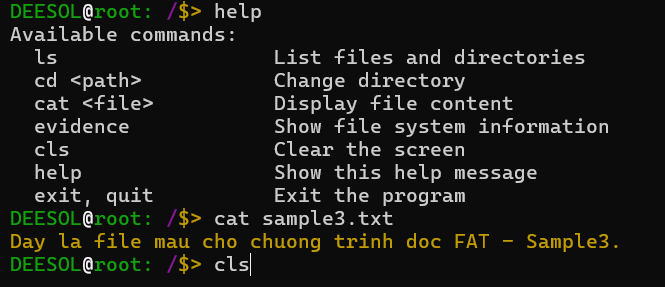 DEESOL@root: /$> help
Available commands:
  ls                  List files and directories
  cd <path>           Change directory
  cat <file>          Display file content
  evidence            Show file system information
  cls                 Clear the screen
  help                Show this help message
  exit, quit          Exit the program
DEESOL@root: /$> cat sample3.txt
Day la file mau cho chuong trinh doc FAT - Sample3.
DEESOL@root: /$> cls